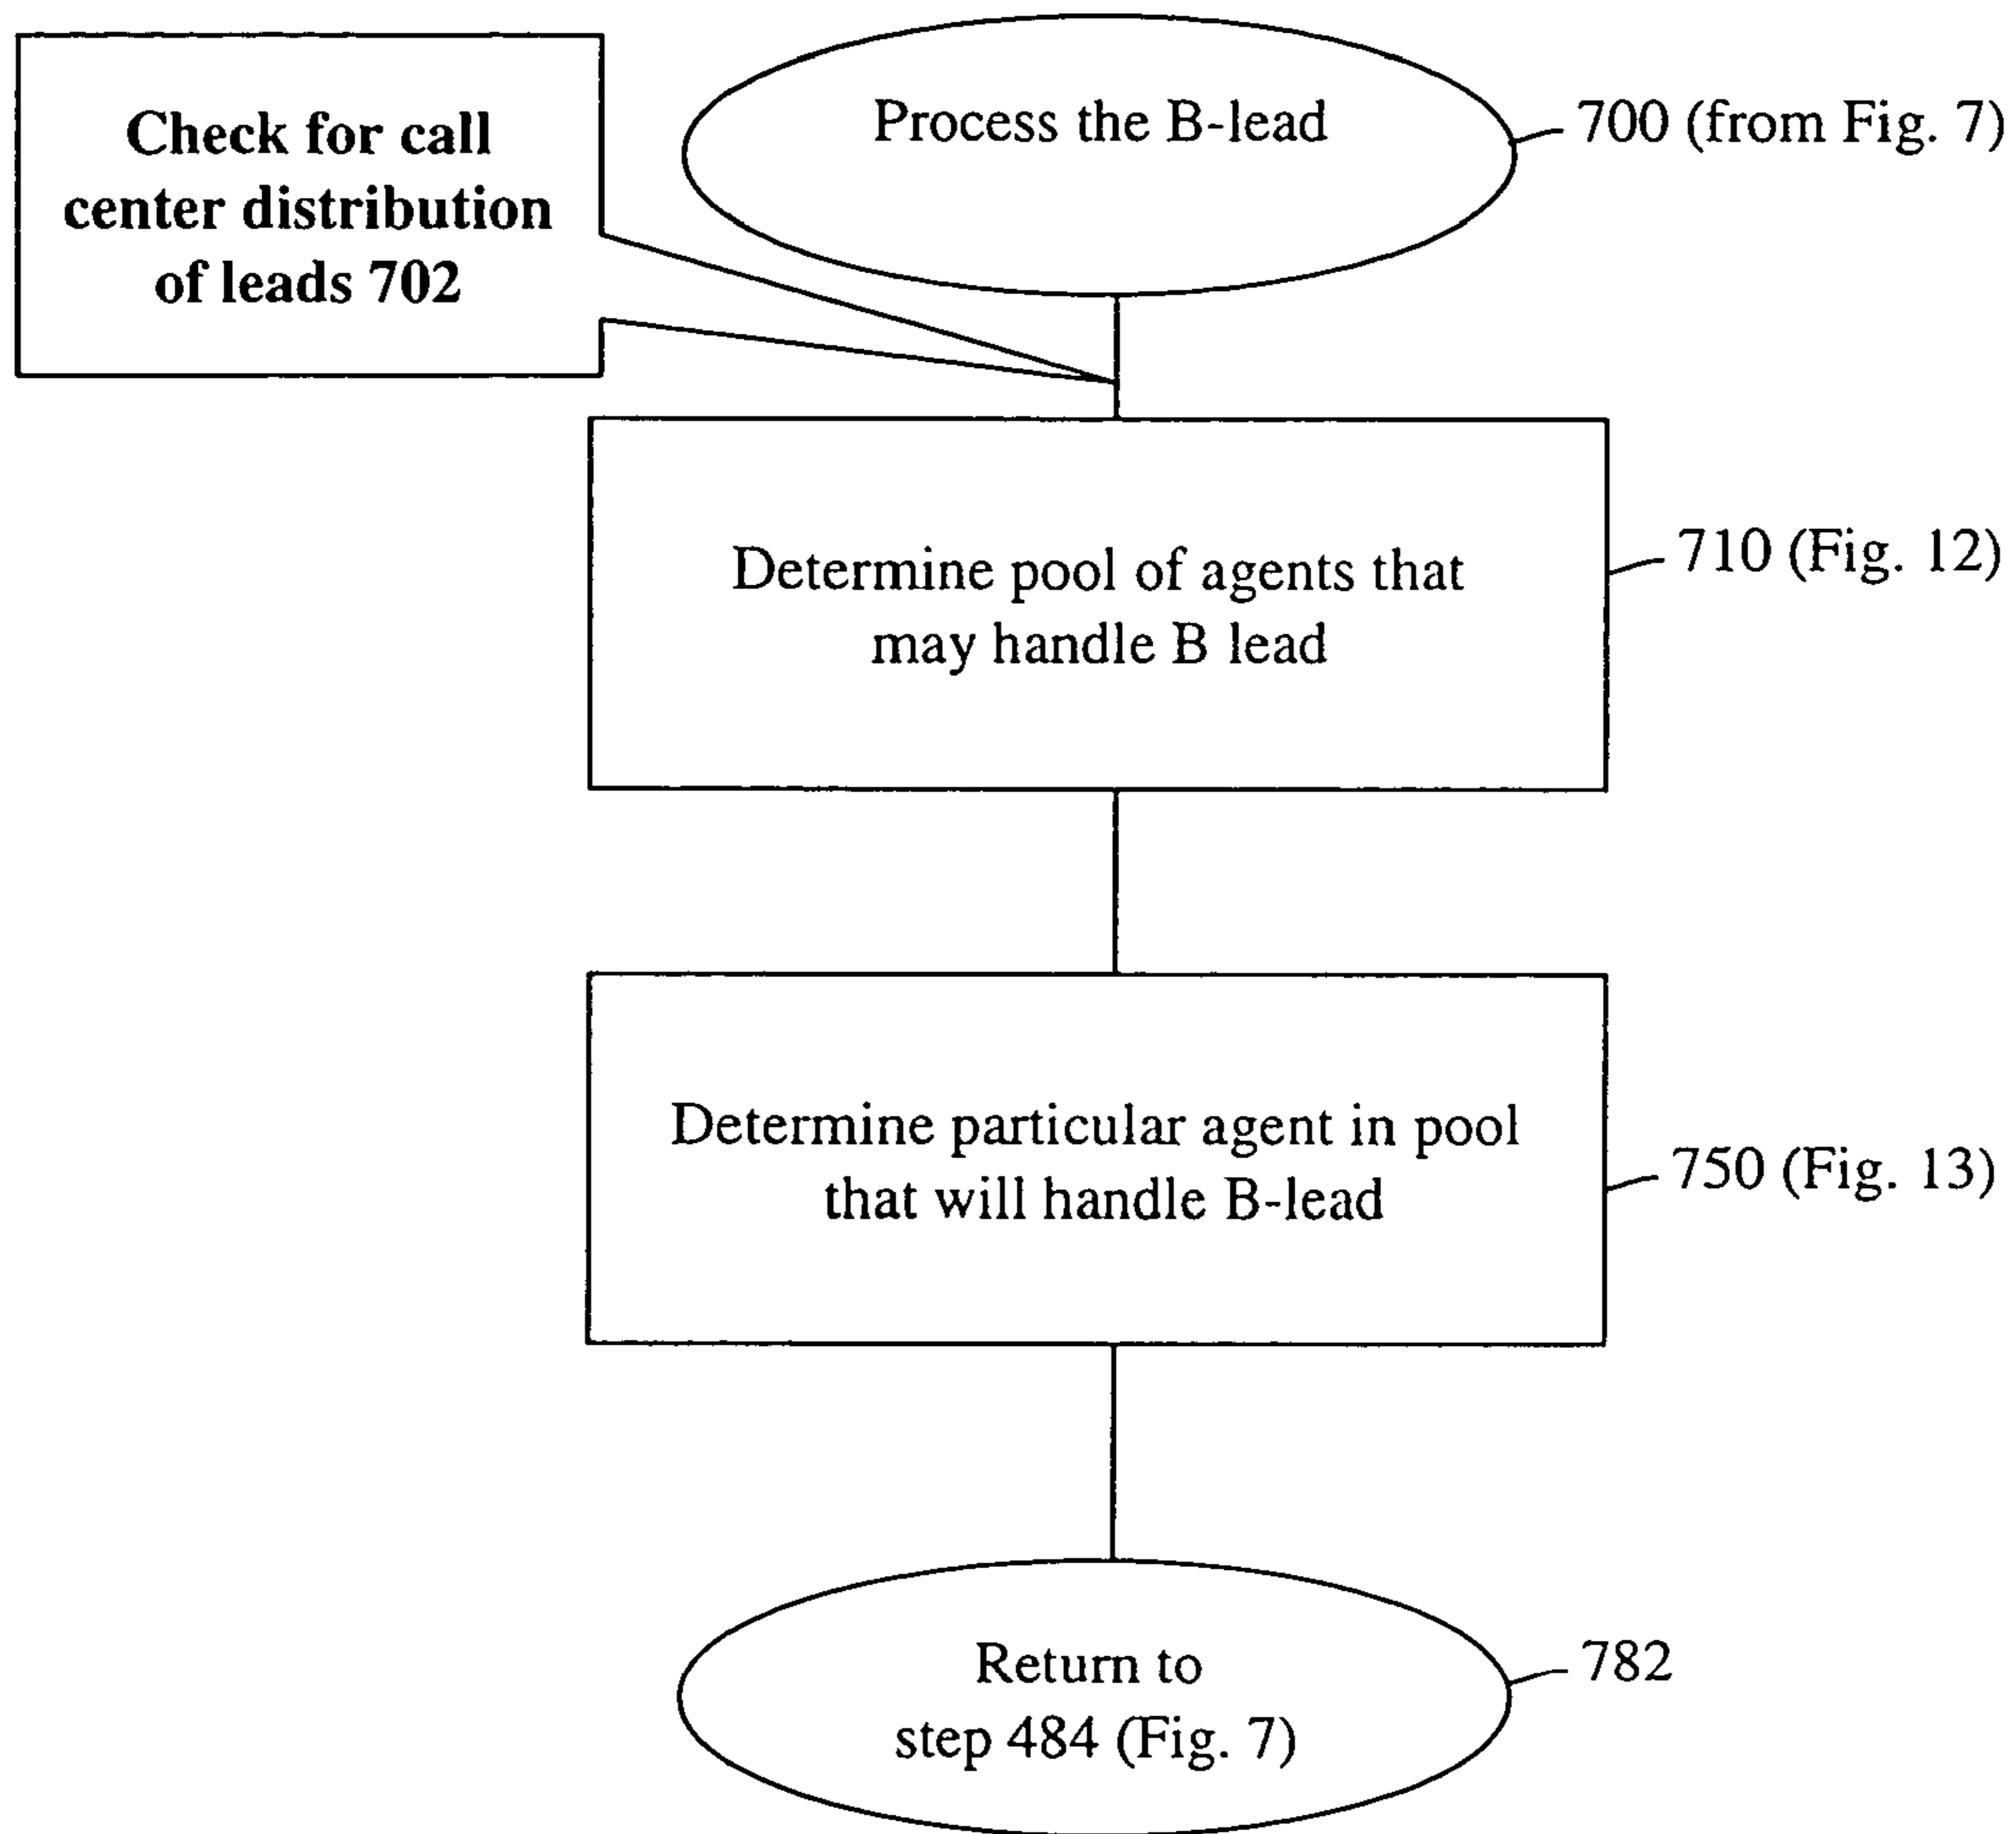 Check for call
center distribution
of leads 702
Process the B-lead
700 (from Fig. 7)
Determine pool of agents that
may handle B lead
710 (Fig. 12)
Determine particular agent in pool
that will handle B-lead
750 (Fig. 13)
Return to
step 484 (Fig. 7)
782